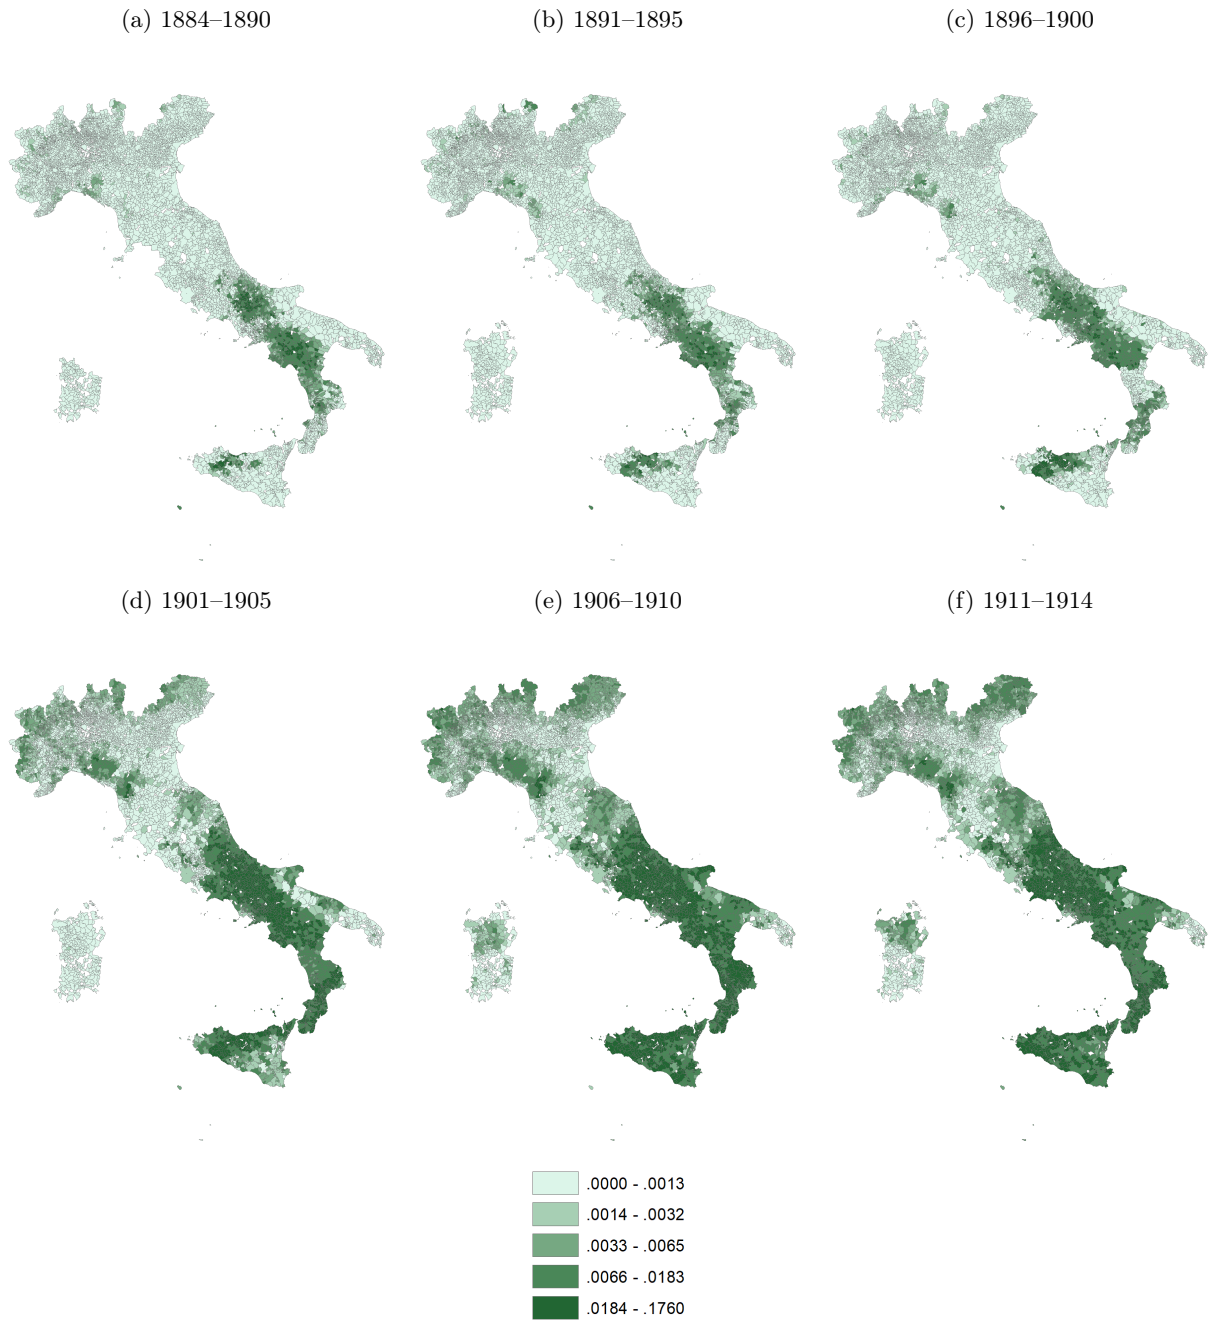 (a) 1884–1890
(b) 1891–1895
(c) 1896–1900
(d) 1901–1905
(e) 1906–1910
(f) 1911–1914
.0000 - .0013
.0014 - .0032
.0033 - .0065
.0066 - .0183
.0184 - .1760